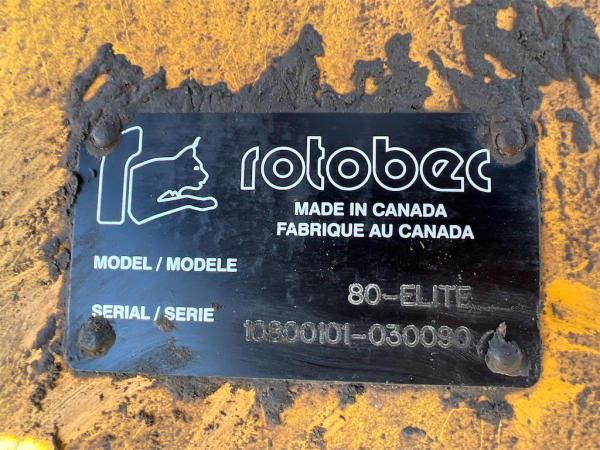 rotobec
MADE IN CANADA
FABRIQUE AU CANADA
MODEL / MODELE
80-ELITE
SERIAL / SERIE
10800101-030090